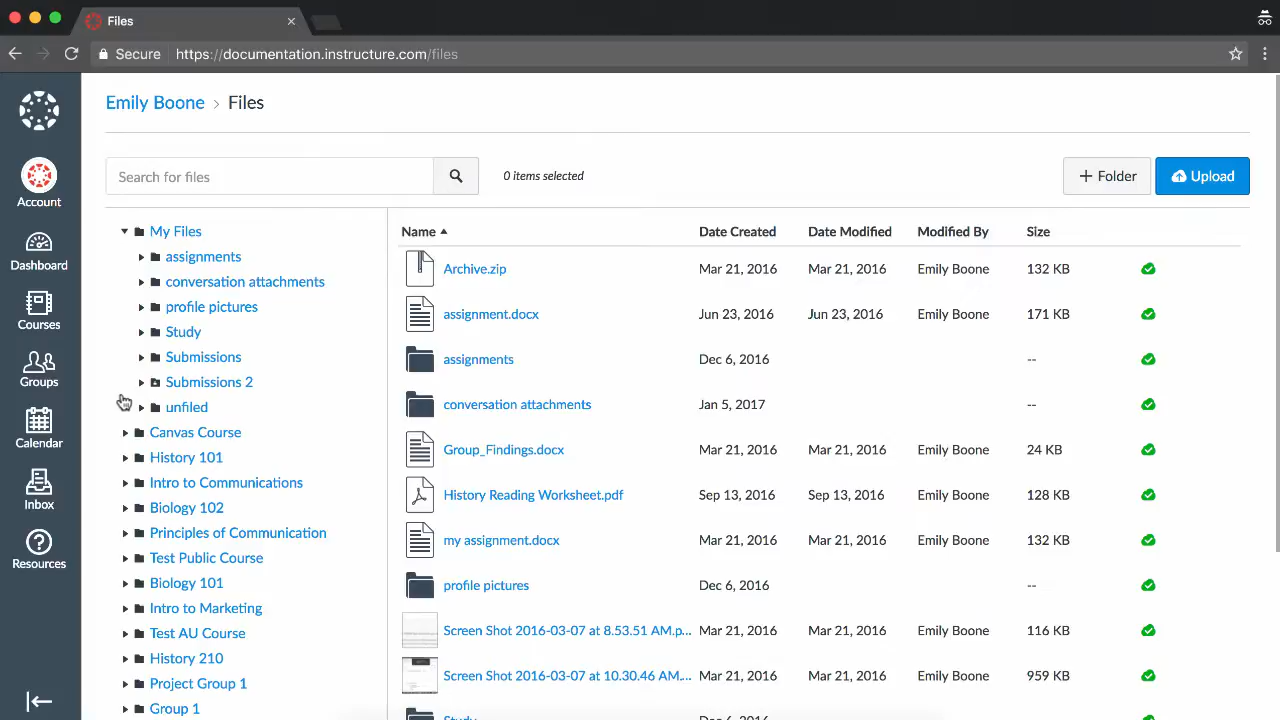 Files
Secure https://documentation.instructure.com/files
Emily Boone > Files
Search for files
0 items selected
+ Folder
Upload
Account
Dashboard
Courses
Groups
Calendar
Inbox
Resources
My Files
assignments
conversation attachments
profile pictures
Study
Submissions
Submissions 2
unfiled
Canvas Course
History 101
Intro to Communications
Biology 102
Principles of Communication
Test Public Course
Biology 101
Intro to Marketing
Test AU Course
History 210
Project Group 1
Group 1
Name Date Created Date Modified Modified By Size
Archive.zip Mar 21, 2016 Mar 21, 2016 Emily Boone 132 KB
assignment.docx Jun 23, 2016 Jun 23, 2016 Emily Boone 171 KB
assignments Dec 6, 2016 --
conversation attachments Jan 5, 2017 --
Group_Findings.docx Mar 21, 2016 Mar 21, 2016 Emily Boone 24 KB
History Reading Worksheet.pdf Sep 13, 2016 Sep 13, 2016 Emily Boone 128 KB
my assignment.docx Mar 21, 2016 Mar 21, 2016 Emily Boone 132 KB
profile pictures Dec 6, 2016 --
Screen Shot 2016-03-07 at 8.53.51 AM.p... Mar 21, 2016 Mar 21, 2016 Emily Boone 116 KB
Screen Shot 2016-03-07 at 10.30.46 AM.... Mar 21, 2016 Mar 21, 2016 Emily Boone 959 KB